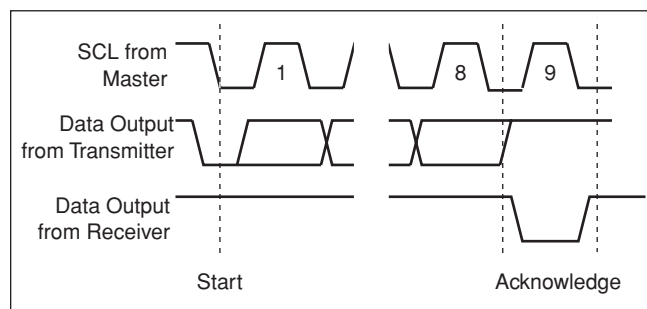 SCL from
Master
1
8
9
Data Output
from Transmitter
Data Output
from Receiver
Start
Acknowledge